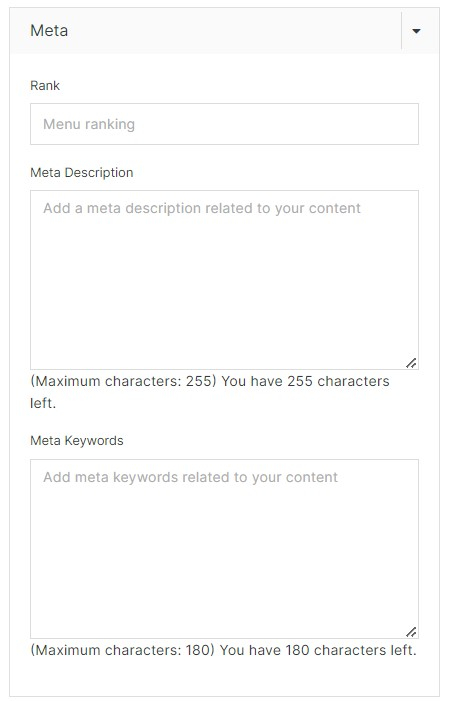 Meta
Rank
Menu ranking
Meta Description
Add a meta description related to your content
(Maximum characters: 255) You have 255 characters
left.
Meta Keywords
Add meta keywords related to your content
(Maximum characters: 180) You have 180 characters left.